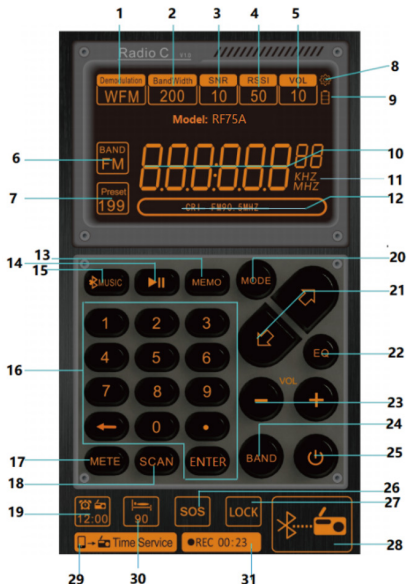 1 2 3 4 5
Radio C
Demodulation BandWidth SNR RSSI VOL
WFM 200 10 50 10
8
9
Model: RF75A
6
BAND
FM
10
11
KHZ
MHZ
7
Preset
199
12
CRI FM90.5MHZ
13
14
15
MUSIC MEMO MODE
20
21
16
1 2 3
4 5 6
EQ
22
7 8 9
VOL
- +
23
0 .
24
17
METE SCAN ENTER BAND
25
18
26
19
12:00
90
SOS
LOCK
27
Time Service
REC 00:23
28
29 30 31